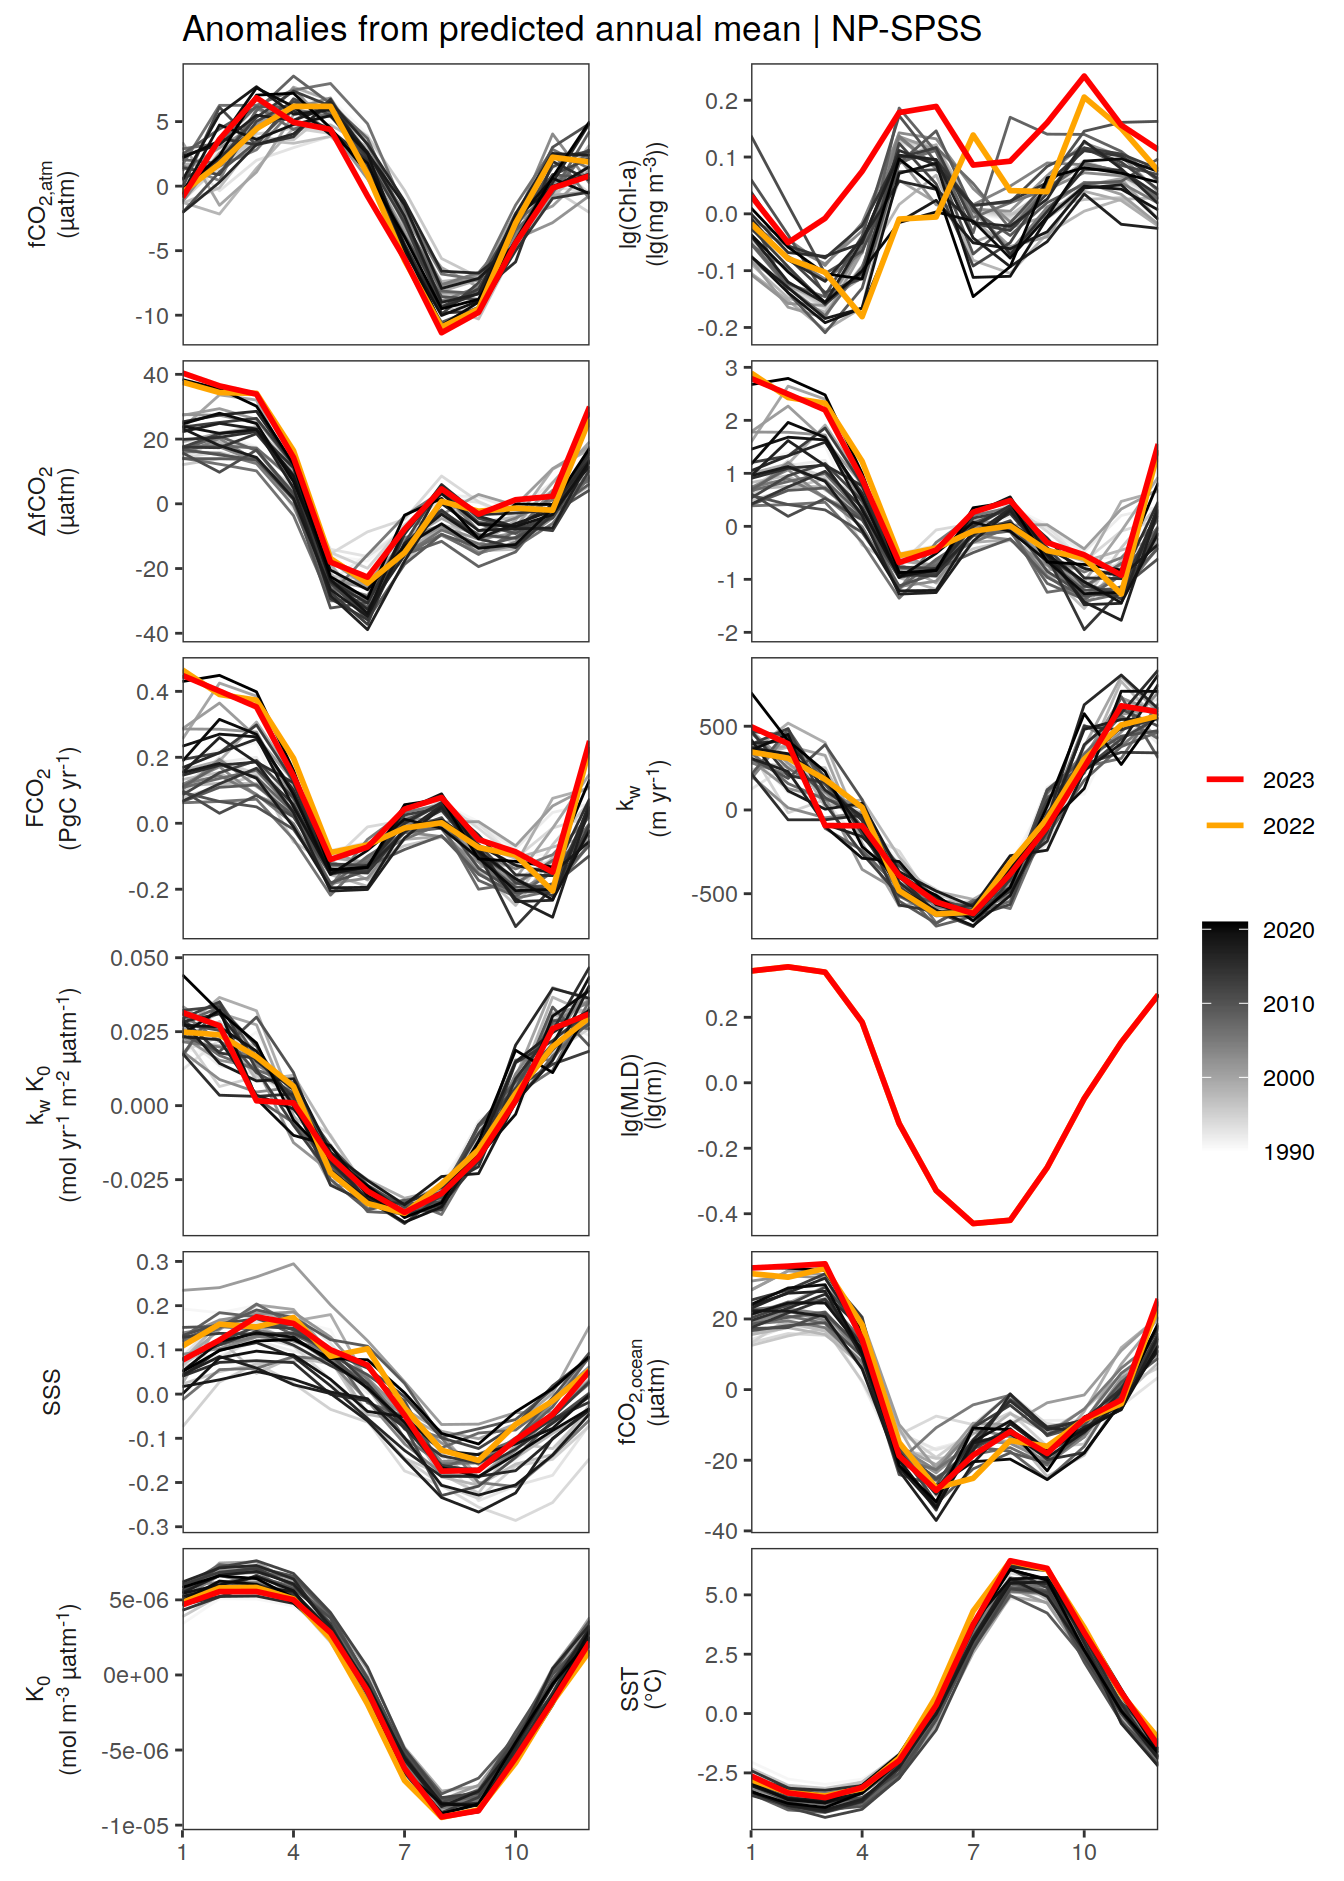 Anomalies from predicted annual mean | NP-SPSS
fCO2,atm
(µatm)
5
0
-5
-10
lg(Chl-a)
(lg(mg m-3))
0.2
0.1
0.0
-0.1
-0.2
ΔfCO2
(µatm)
40
20
0
-20
-40
3
2
1
0
-1
-2
FCO2
(PgC yr-1)
0.4
0.2
0.0
-0.2
kw
(m yr-1)
500
0
-500
2023
2022
2020
2010
2000
1990
kw K0
(mol yr-1 m-2 µatm-1)
0.050
0.025
0.000
-0.025
lg(MLD)
(lg(m))
0.2
0.0
-0.2
-0.4
SSS
0.3
0.2
0.1
0.0
-0.1
-0.2
-0.3
fCO2,ocean
(µatm)
20
0
-20
-40
K0
(mol m-3 µatm-1)
5e-06
0e+00
-5e-06
-1e-05
SST
(°C)
5.0
2.5
0.0
-2.5
1 4 7 10
1 4 7 10